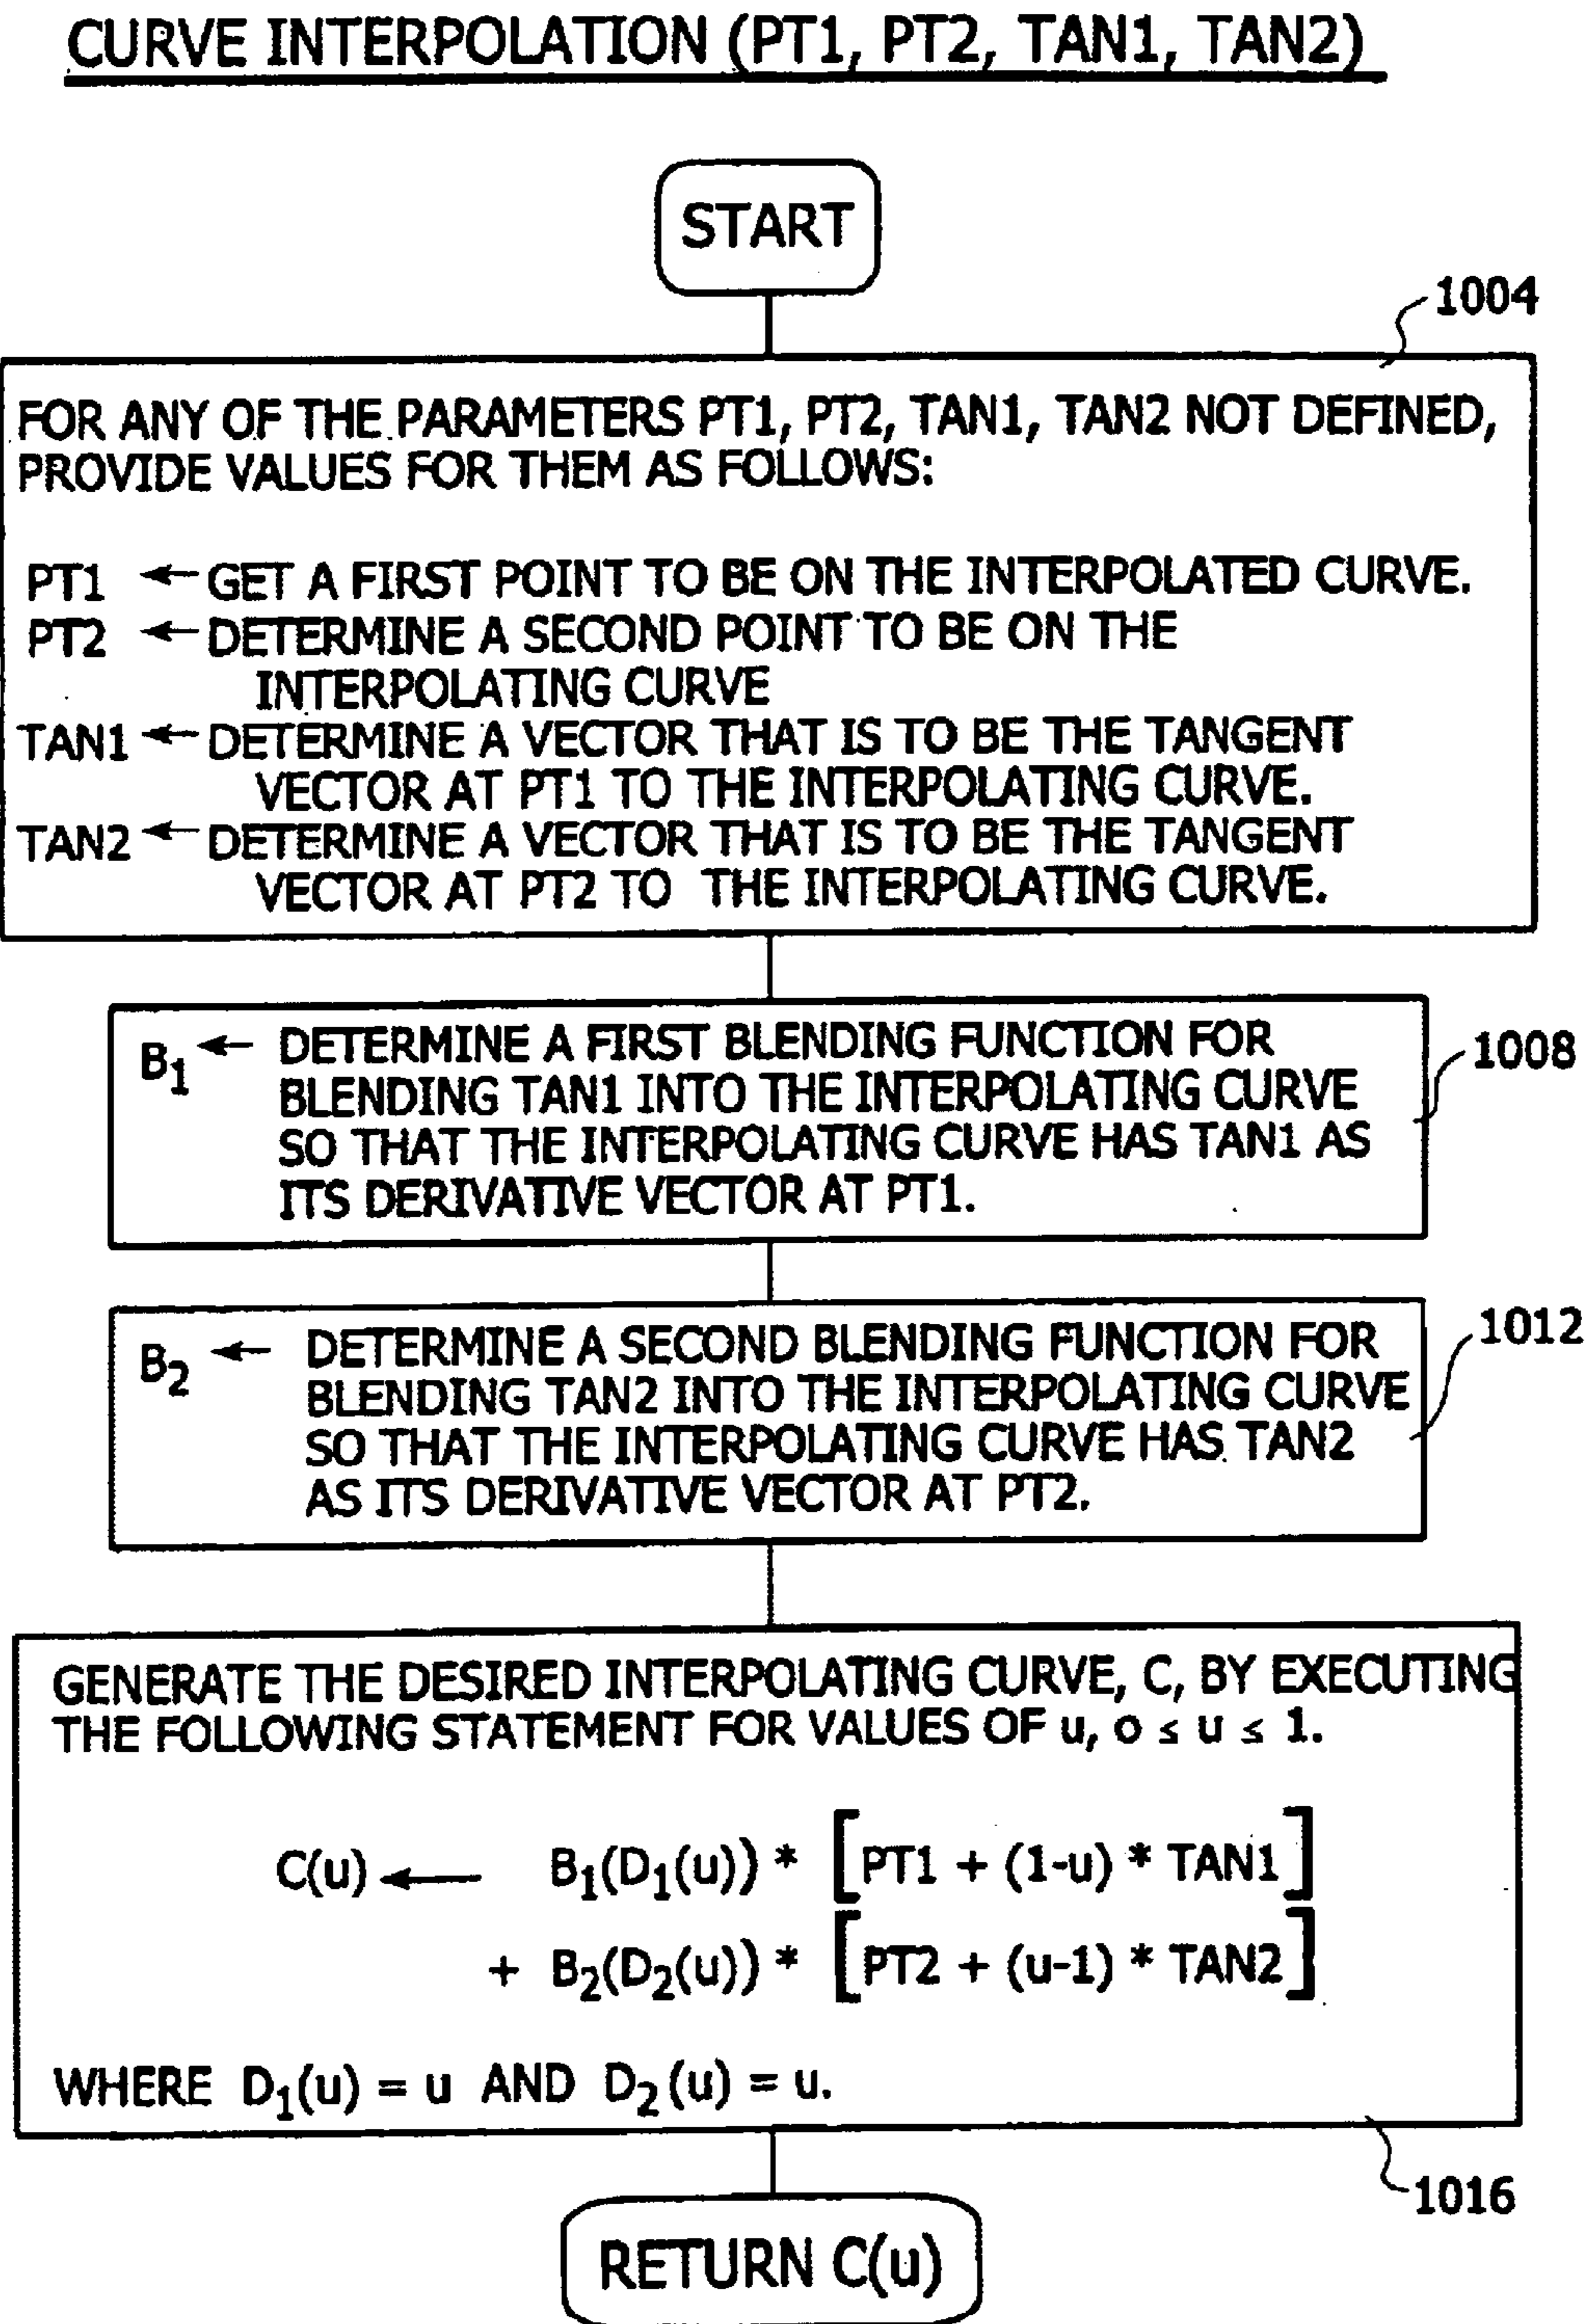 CURVE INTERPOLATION (PT1, PT2, TAN1, TAN2)
START
1004
FOR ANY OF THE PARAMETERS PT1, PT2, TAN1, TAN2 NOT DEFINED,
PROVIDE VALUES FOR THEM AS FOLLOWS:
PT1 ← GET A FIRST POINT TO BE ON THE INTERPOLATED CURVE.
PT2 ← DETERMINE A SECOND POINT TO BE ON THE
INTERPOLATING CURVE
TAN1 ← DETERMINE A VECTOR THAT IS TO BE THE TANGENT
VECTOR AT PT1 TO THE INTERPOLATING CURVE.
TAN2 ← DETERMINE A VECTOR THAT IS TO BE THE TANGENT
VECTOR AT PT2 TO THE INTERPOLATING CURVE.
B₁ ← DETERMINE A FIRST BLENDING FUNCTION FOR
BLENDING TAN1 INTO THE INTERPOLATING CURVE
SO THAT THE INTERPOLATING CURVE HAS TAN1 AS
ITS DERIVATIVE VECTOR AT PT1.
1008
B₂ ← DETERMINE A SECOND BLENDING FUNCTION FOR
BLENDING TAN2 INTO THE INTERPOLATING CURVE
SO THAT THE INTERPOLATING CURVE HAS TAN2
AS ITS DERIVATIVE VECTOR AT PT2.
1012
GENERATE THE DESIRED INTERPOLATING CURVE, C, BY EXECUTING
THE FOLLOWING STATEMENT FOR VALUES OF u, o ≤ u ≤ 1.
C(u) ← B₁(D₁(u)) * [PT1 + (1-u) * TAN1]
+ B₂(D₂(u)) * [PT2 + (u-1) * TAN2]
WHERE D₁(u) = u AND D₂(u) = u.
1016
RETURN C(u)